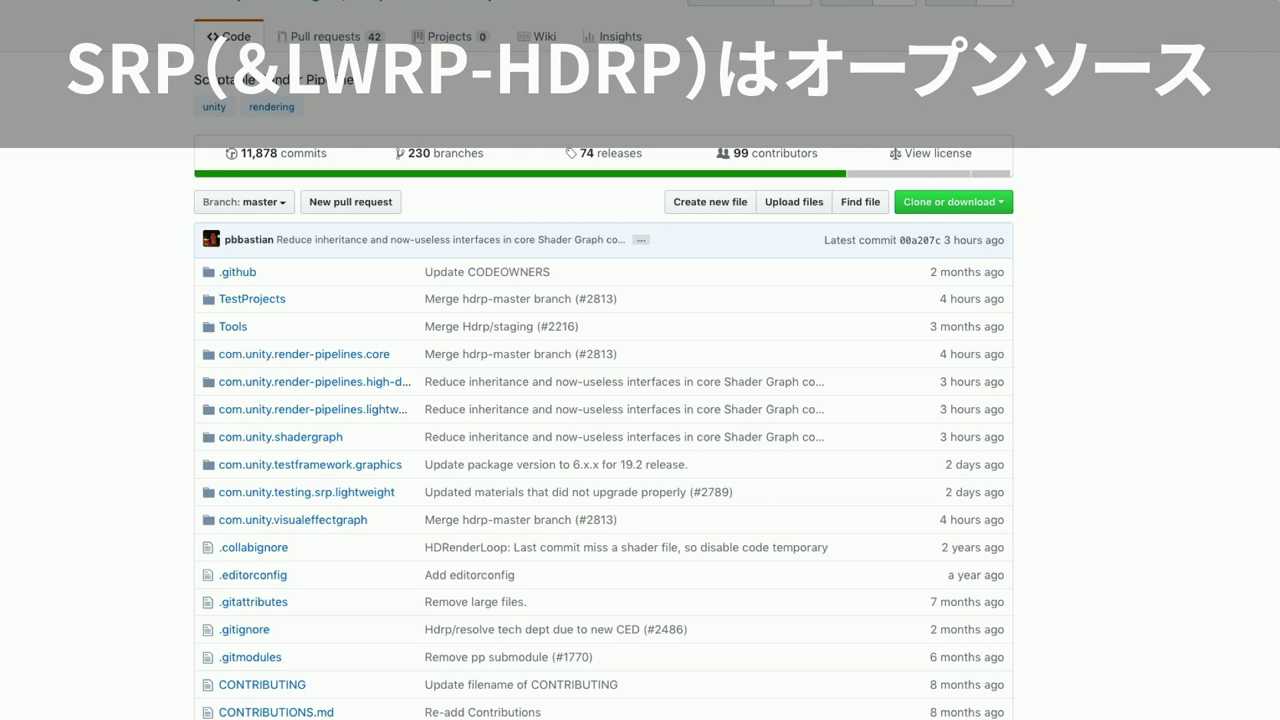 Code Pull requests 42 Projects 0 Wiki Insights
SRP(&LWRP-HDRP)はオープンソース
unity rendering
11,878 commits 230 branches 74 releases 99 contributors View license
Branch: master New pull request Create new file Upload files Find file Clone or download
pbbastian Reduce inheritance and now-useless interfaces in core Shader Graph co... ... Latest commit 00a207c 3 hours ago
.github Update CODEOWNERS 2 months ago
TestProjects Merge hdrp-master branch (#2813) 4 hours ago
Tools Merge Hdrp/staging (#2216) 3 months ago
com.unity.render-pipelines.core Merge hdrp-master branch (#2813) 4 hours ago
com.unity.render-pipelines.high-d... Reduce inheritance and now-useless interfaces in core Shader Graph co... 3 hours ago
com.unity.render-pipelines.lightw... Reduce inheritance and now-useless interfaces in core Shader Graph co... 3 hours ago
com.unity.shadergraph Reduce inheritance and now-useless interfaces in core Shader Graph co... 3 hours ago
com.unity.testframework.graphics Update package version to 6.x.x for 19.2 release. 2 days ago
com.unity.testing.srp.lightweight Updated materials that did not upgrade properly (#2789) 2 days ago
com.unity.visualeffectgraph Merge hdrp-master branch (#2813) 4 hours ago
.collabignore HDRenderLoop: Last commit miss a shader file, so disable code temporary 2 years ago
.editorconfig Add editorconfig a year ago
.gitattributes Remove large files. 7 months ago
.gitignore Hdrp/resolve tech dept due to new CED (#2486) 2 months ago
.gitmodules Remove pp submodule (#1770) 6 months ago
CONTRIBUTING Update filename of CONTRIBUTING 8 months ago
CONTRIBUTIONS.md Re-add Contributions 8 months ago